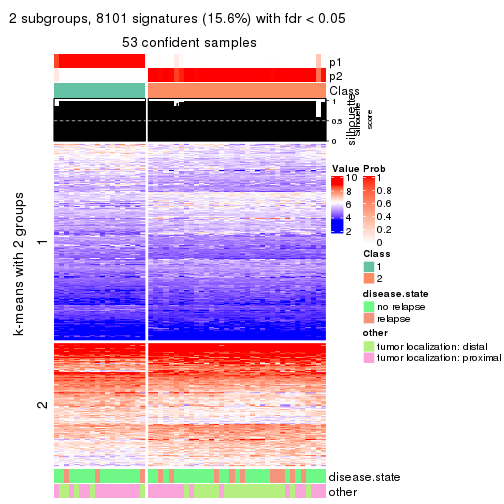 2 subgroups, 8101 signatures (15.6%) with fdr < 0.05
53 confident samples
p1
p2
Class
1
0.5
0
silhouette
Silhouette
score
k-means with 2 groups
1
2
disease.state
other
Value
10
8
6
4
2
Prob
1
0.8
0.6
0.4
0.2
0
Class
1
2
disease.state
no relapse
relapse
other
tumor localization: distal
tumor localization: proximal